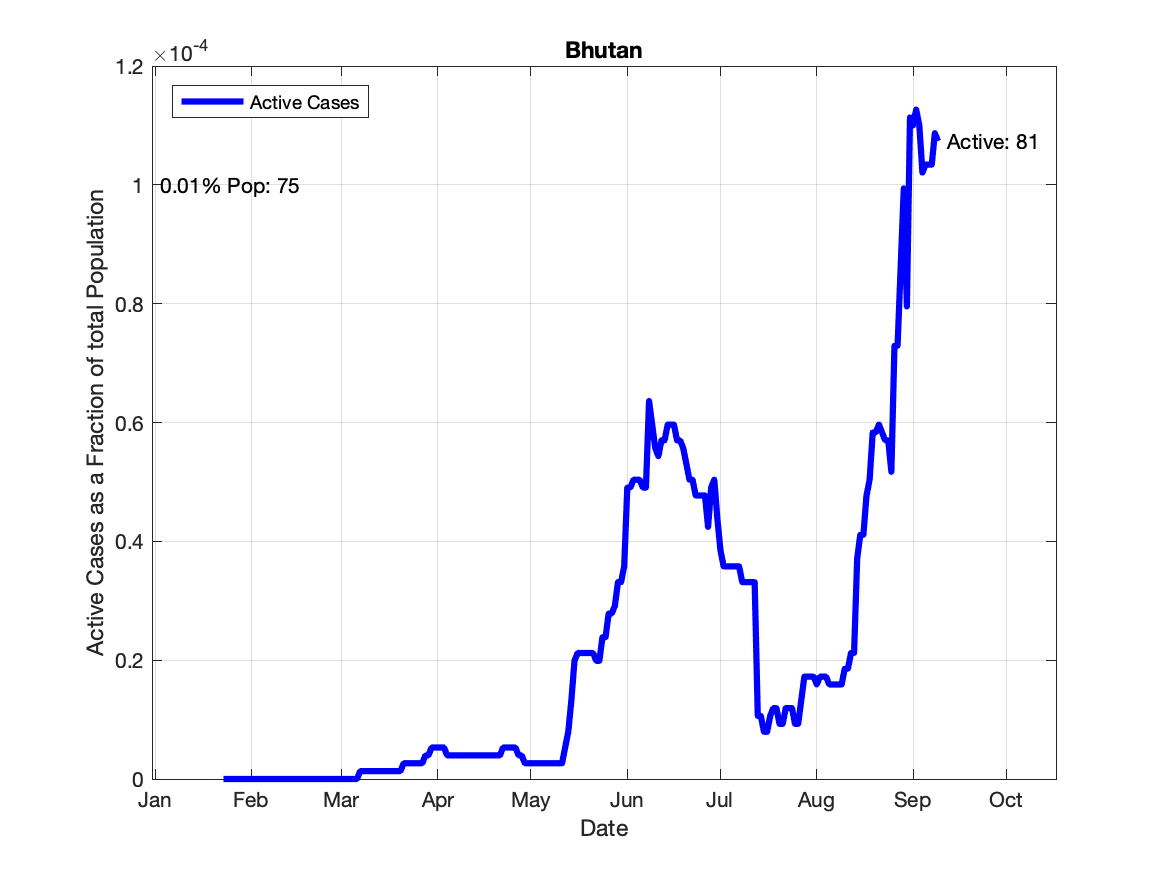 Bhutan
×10-4
1.2
1
0.8
0.6
0.4
0.2
0
Active Cases
0.01% Pop: 75
Active: 81
Active Cases as a Fraction of total Population
Jan Feb Mar Apr May Jun Jul Aug Sep Oct
Date